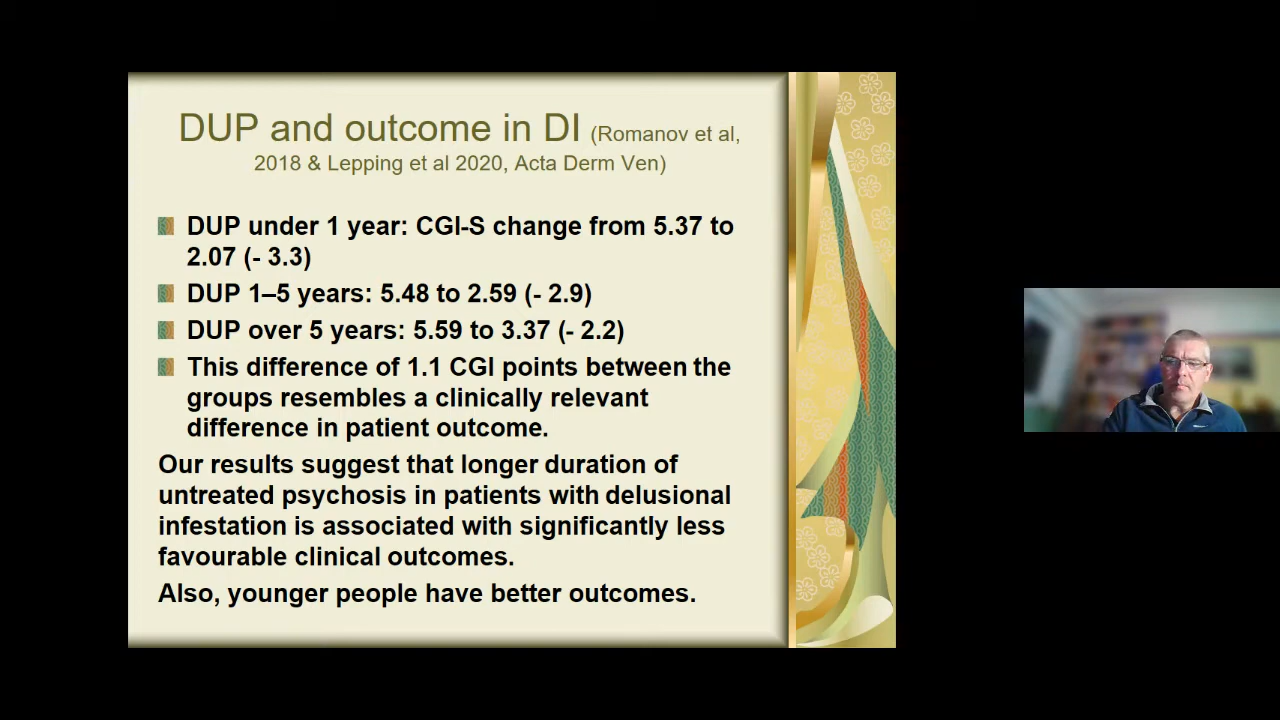 DUP and outcome in DI (Romanov et al,
2018 & Lepping et al 2020, Acta Derm Ven)
DUP under 1 year: CGI-S change from 5.37 to
2.07 (- 3.3)
DUP 1–5 years: 5.48 to 2.59 (- 2.9)
DUP over 5 years: 5.59 to 3.37 (- 2.2)
This difference of 1.1 CGI points between the
groups resembles a clinically relevant
difference in patient outcome.
Our results suggest that longer duration of
untreated psychosis in patients with delusional
infestation is associated with significantly less
favourable clinical outcomes.
Also, younger people have better outcomes.